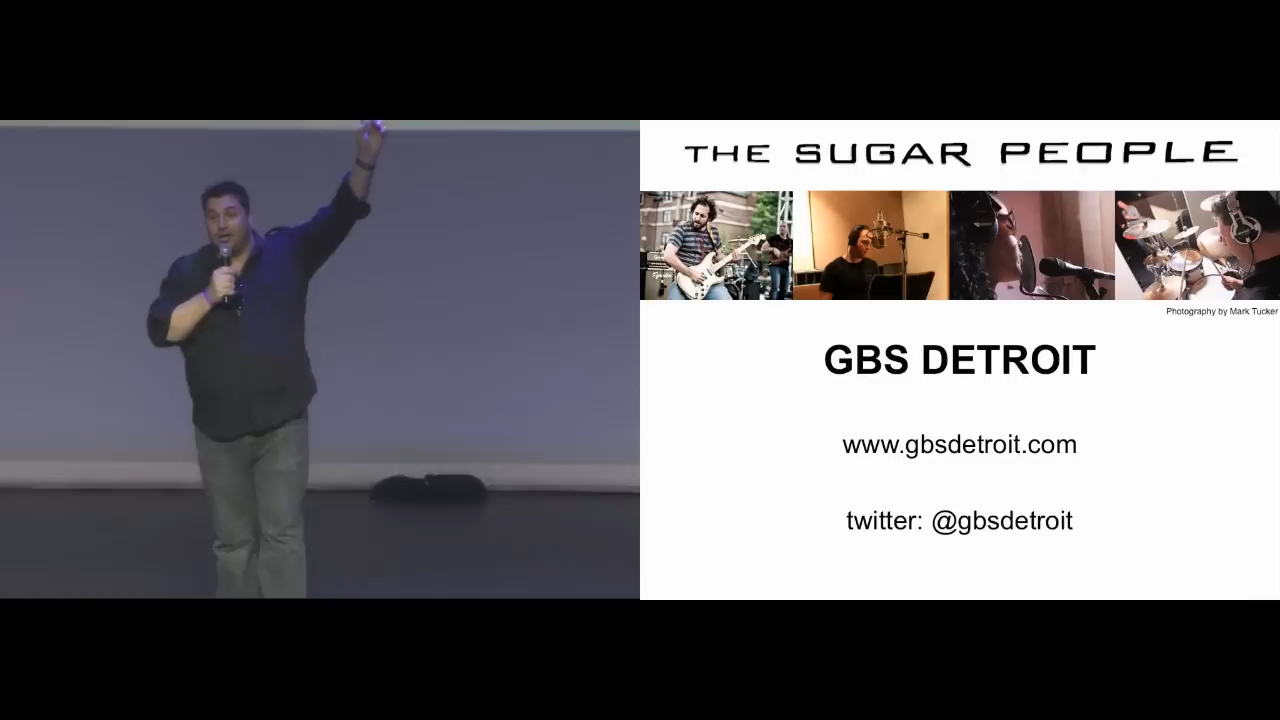 THE SUGAR PEOPLE
Photography by Mark Tucker
GBS DETROIT
www.gbsdetroit.com
twitter: @gbsdetroit